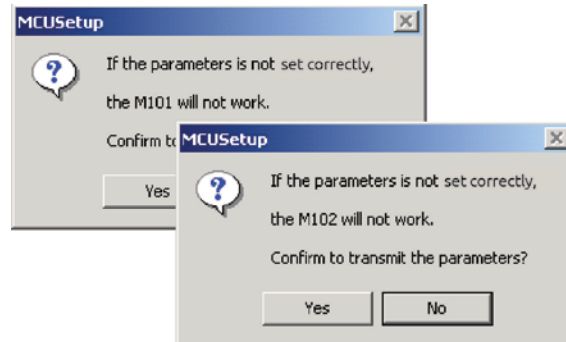 MCUSetup
If the parameters is not set correctly,
the M101 will not work.
Confirm to
Yes
MCUSetup
If the parameters is not set correctly,
the M102 will not work.
Confirm to transmit the parameters?
Yes No